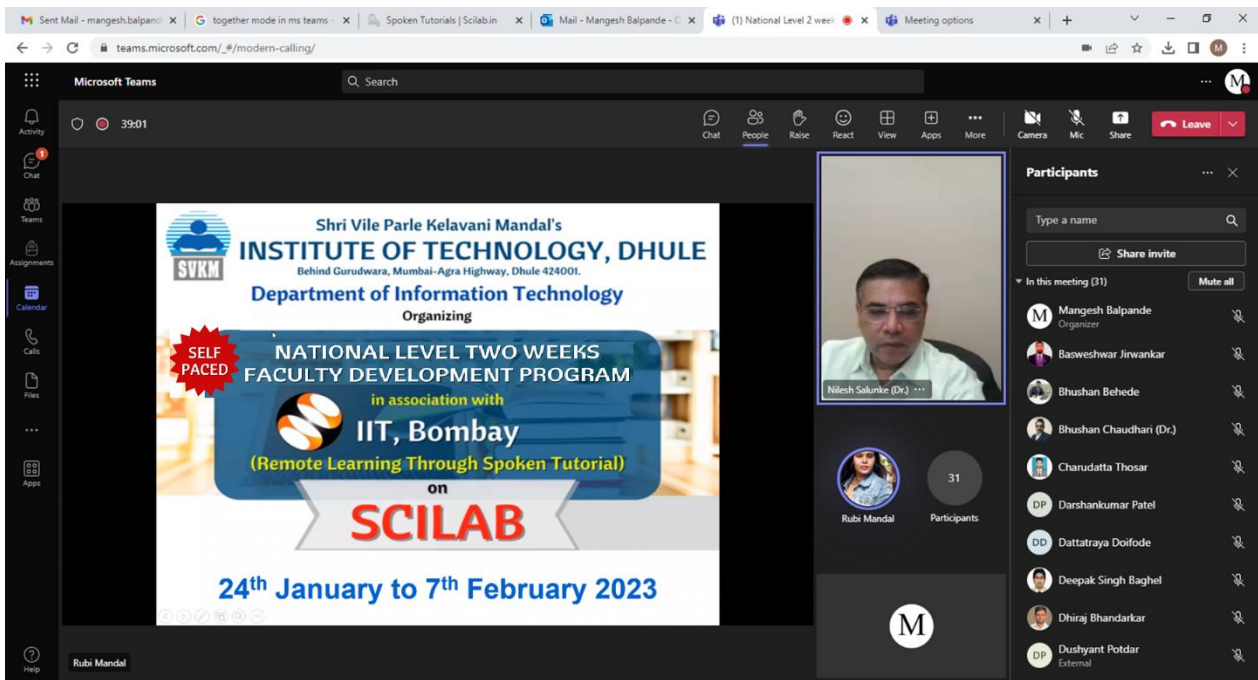 Sent Mail - mangesh.balpand
together mode in ms teams -
Spoken Tutorials | Scilab.in
Mail - Mangesh Balpande - O
(1) National Level 2 week
Meeting options
teams.microsoft.com/_#/modern-calling/
M
Microsoft Teams
Search
M
Activity
Chat
1
Teams
Assignments
Calendar
Calls
Files
Apps
Help
39:01
Chat
People
Raise
React
View
Apps
More
Camera
Mic
Share
Leave
SVKM
Shri Vile Parle Kelavani Mandal's
INSTITUTE OF TECHNOLOGY, DHULE
Behind Gurudwara, Mumbai-Agra Highway, Dhule 424001.
Department of Information Technology
Organizing
SELF
PACED
NATIONAL LEVEL TWO WEEKS
FACULTY DEVELOPMENT PROGRAM
in association with
IIT, Bombay
(Remote Learning Through Spoken Tutorial)
on
SCILAB
24th January to 7th February 2023
Rubi Mandal
Nilesh Salunke (Dr.)
Rubi Mandal
31
Participants
M
Participants
Type a name
Share invite
In this meeting (31)
Mute all
M
Mangesh Balpande
Organizer
Basweshwar Jirwankar
Bhushan Behede
Bhushan Chaudhari (Dr.)
Charudatta Thosar
DP
Darshankumar Patel
DD
Dattatraya Doifode
Deepak Singh Baghel
Dhiraj Bhandarkar
DP
Dushyant Potdar
External